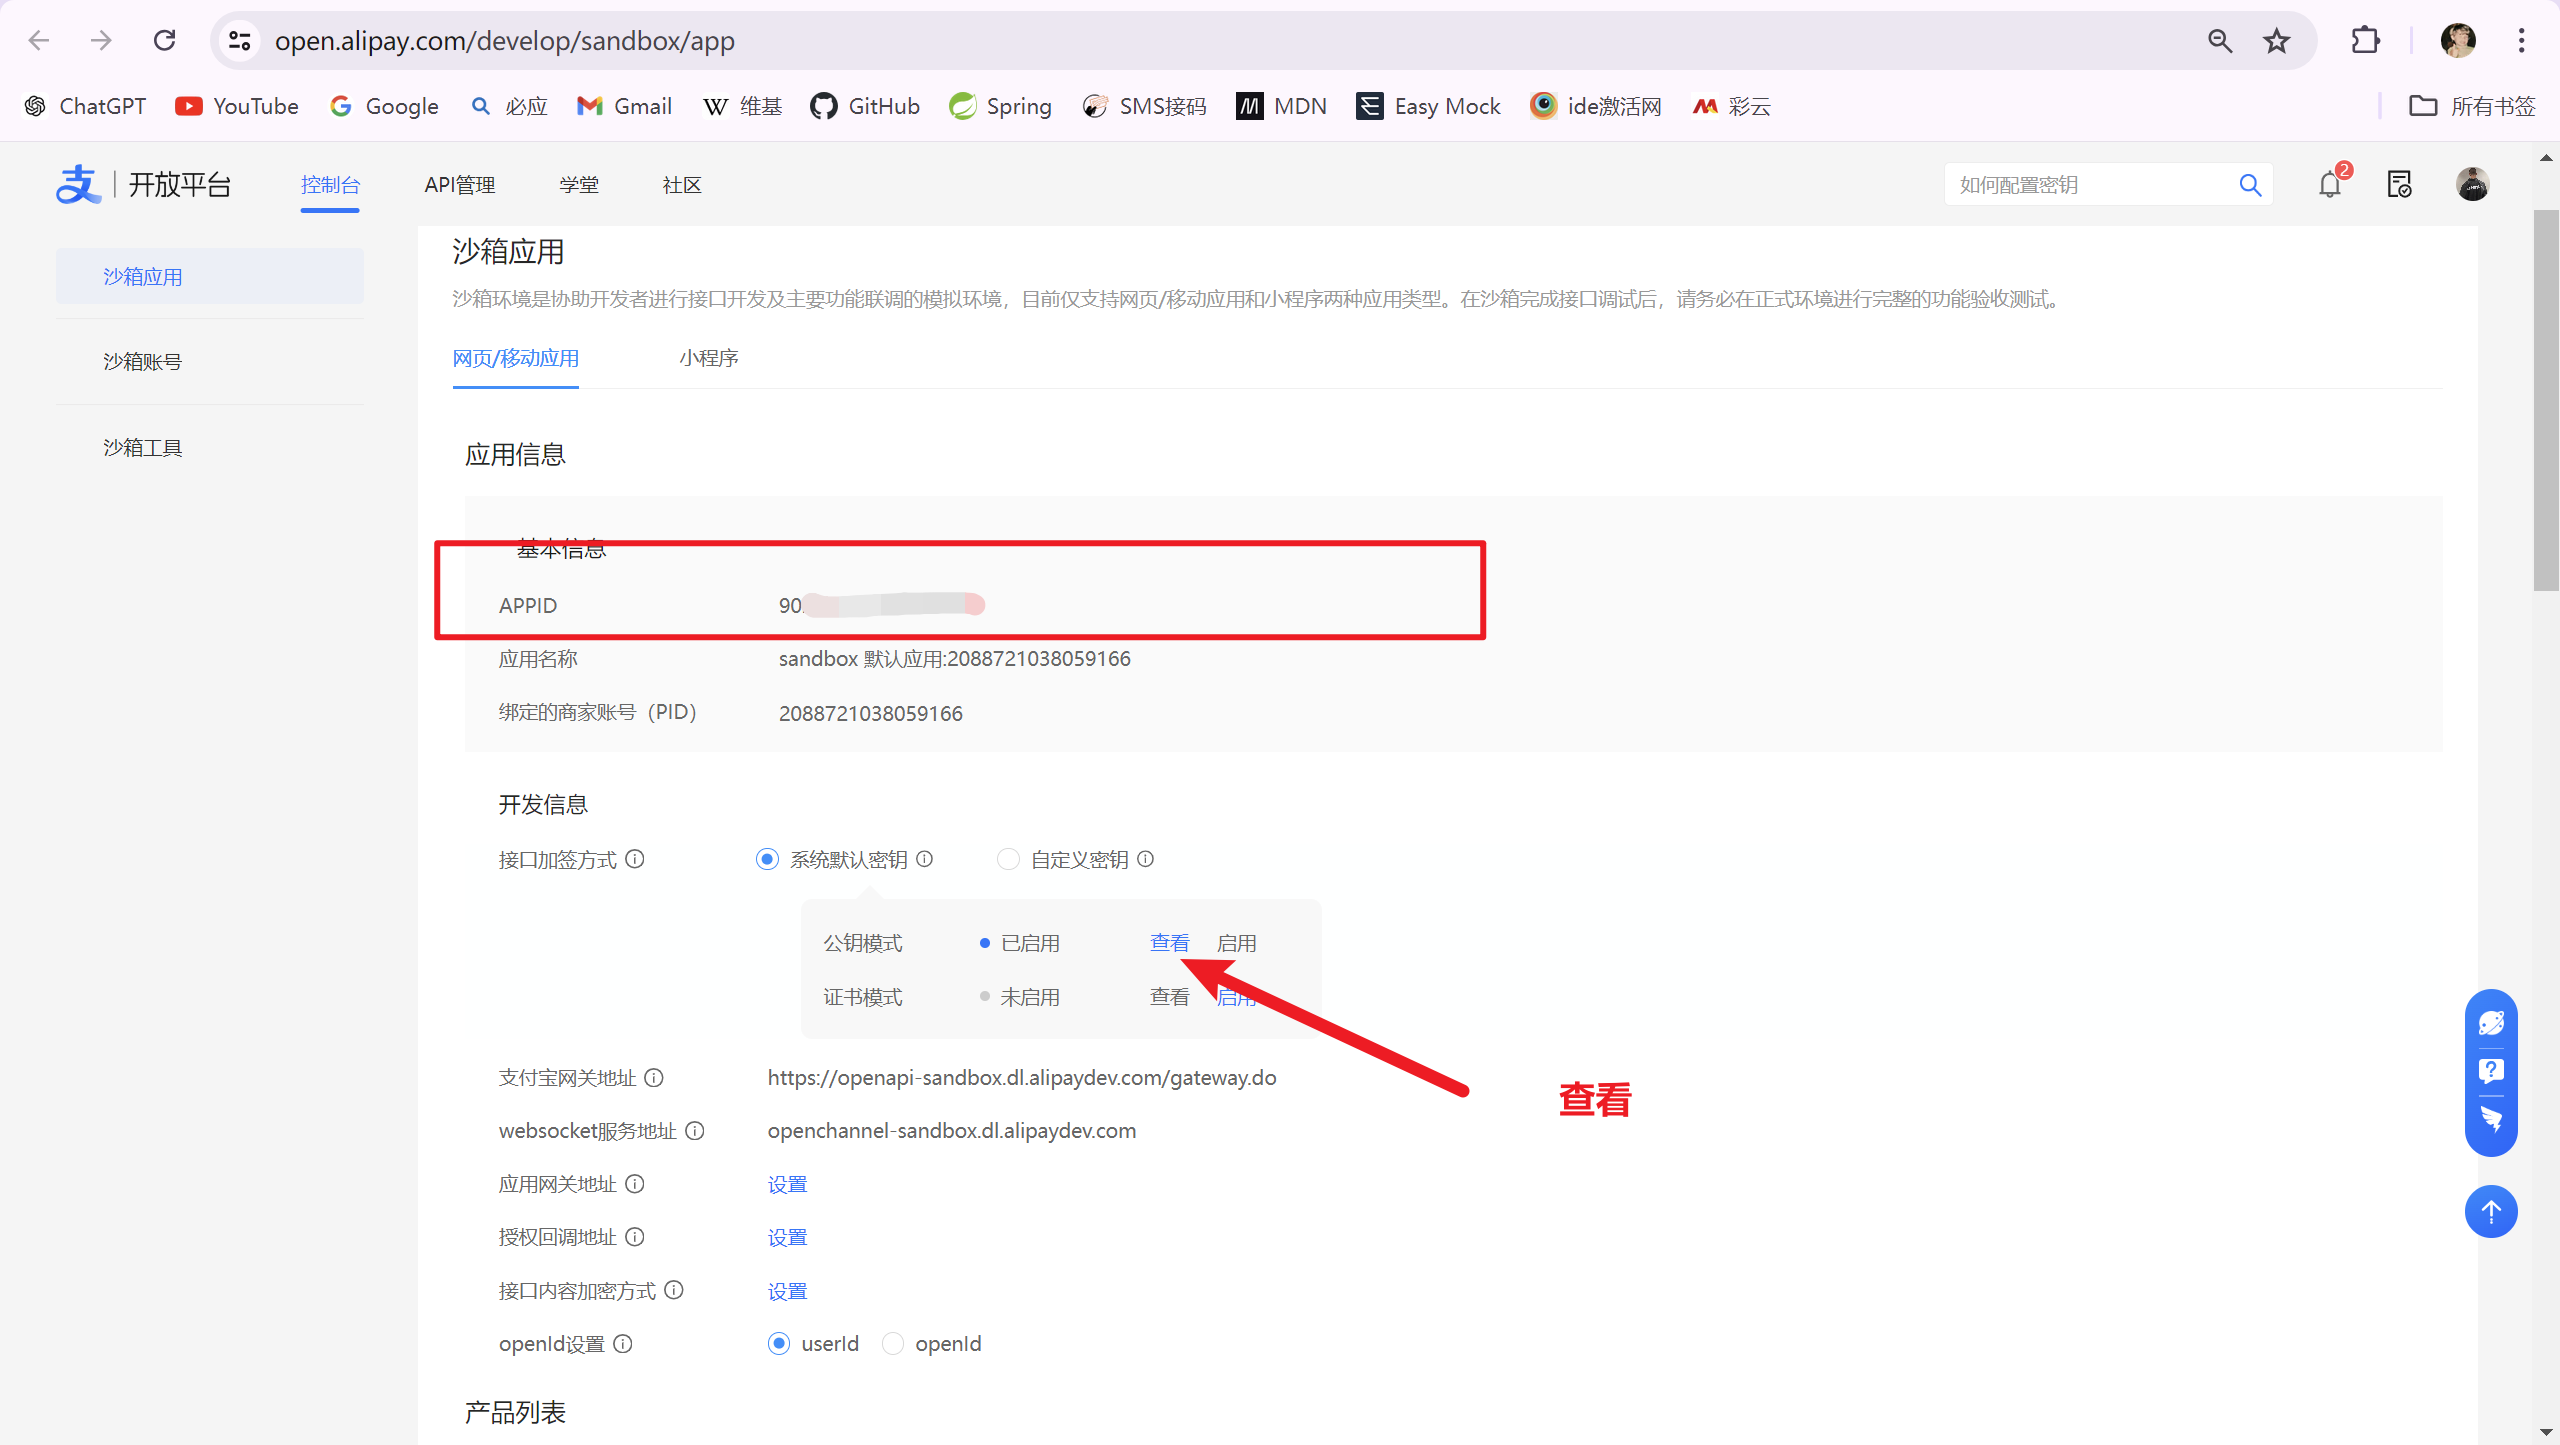 open.alipay.com/develop/sandbox/app
ChatGPT YouTube Google 必应 Gmail W 维基 GitHub Spring SMS接码 MDN Easy Mock ide激活网 彩云 所有书签
支 开放平台 控制台 API管理 学堂 社区 如何配置密钥 2
沙箱应用
沙箱账号
沙箱工具
沙箱应用
沙箱环境是协助开发者进行接口开发及主要功能联调的模拟环境，目前仅支持网页/移动应用和小程序两种应用类型。在沙箱完成接口调试后，请务必在正式环境进行完整的功能验收测试。
网页/移动应用 小程序
应用信息
基本信息
APPID 90
应用名称 sandbox 默认应用:2088721038059166
绑定的商家账号（PID） 2088721038059166
开发信息
接口加签方式 系统默认密钥 自定义密钥
公钥模式 已启用 查看 启用
证书模式 未启用 查看 启用
支付宝网关地址 https://openapi-sandbox.dl.alipaydev.com/gateway.do
查看
websocket服务地址 openchannel-sandbox.dl.alipaydev.com
应用网关地址 设置
授权回调地址 设置
接口内容加密方式 设置
openId设置 userId openId
产品列表